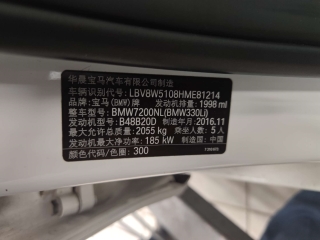 华晨宝马汽车有限公司制造
车辆识别代号: LBV8W5108HME81214
品牌: 宝马(BMW)牌 发动机排量: 1998 ml
整车型号: BMW7200NL(BMW330Li)
发动机型号: B48B20D 制造年月: 2016.11
最大允许总质量: 2055 kg 乘坐人数: 5 人
发动机最大净功率: 185 kW 制造国: 中国
颜色代码/色圈: 300